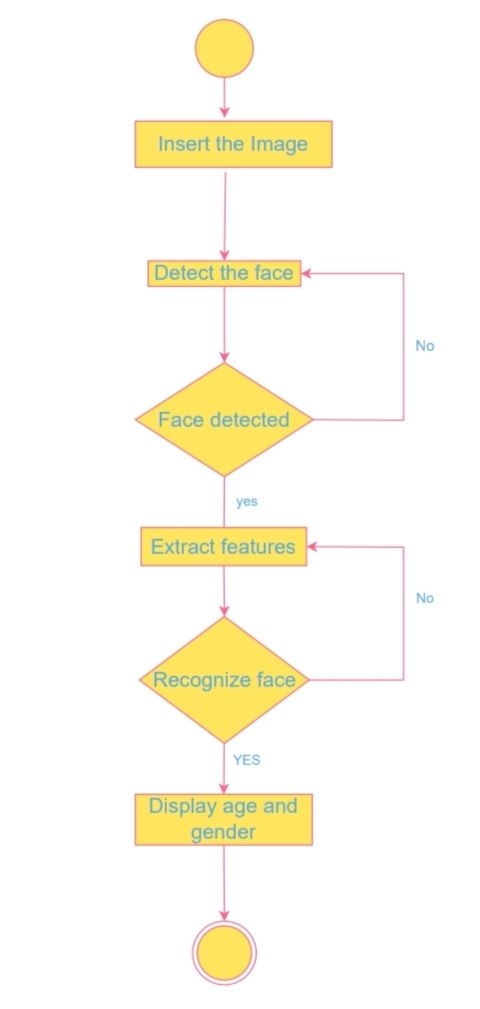 Insert the Image
Detect the face
No
Face detected
yes
Extract features
No
Recognize face
YES
Display age and
gender